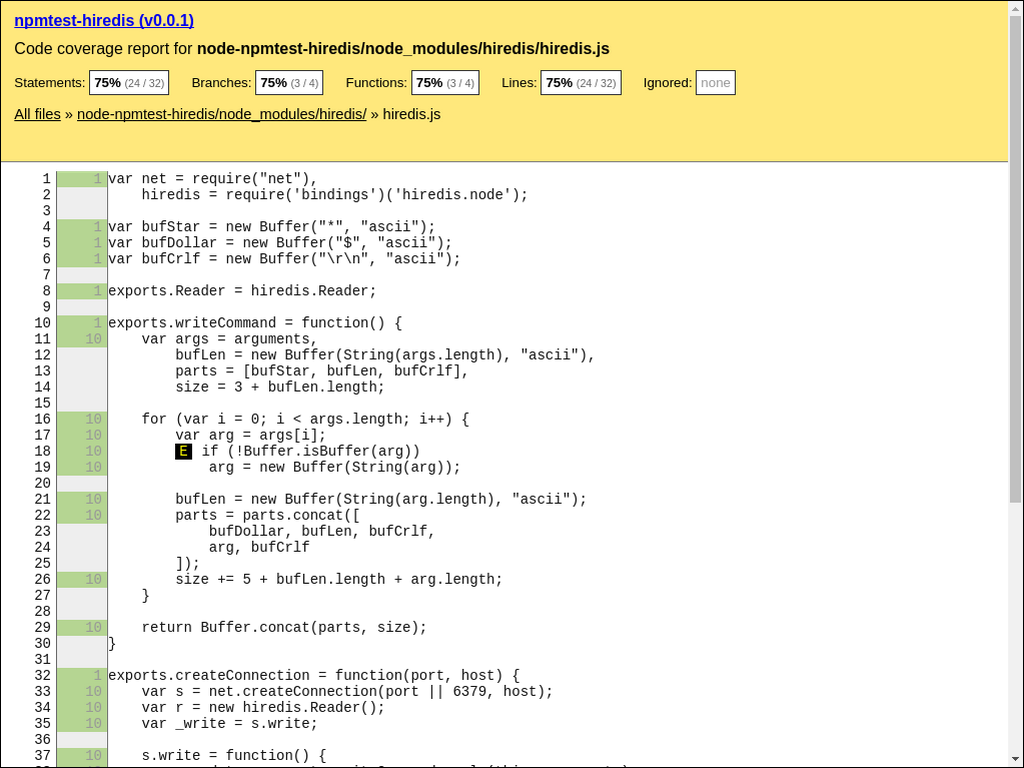 npmtest-hiredis (v0.0.1)
Code coverage report for node-npmtest-hiredis/node_modules/hiredis/hiredis.js
Statements: 75% (24 / 32) Branches: 75% (3 / 4) Functions: 75% (3 / 4) Lines: 75% (24 / 32) Ignored: none
All files » node-npmtest-hiredis/node_modules/hiredis/ » hiredis.js
1 1 var net = require("net"),
2 hiredis = require('bindings')('hiredis.node');
3
4 1 var bufStar = new Buffer("*", "ascii");
5 1 var bufDollar = new Buffer("$", "ascii");
6 1 var bufCrlf = new Buffer("\r\n", "ascii");
7
8 1 exports.Reader = hiredis.Reader;
9
10 1 exports.writeCommand = function() {
11 10 var args = arguments,
12 bufLen = new Buffer(String(args.length), "ascii"),
13 parts = [bufStar, bufLen, bufCrlf],
14 size = 3 + bufLen.length;
15
16 10 for (var i = 0; i < args.length; i++) {
17 10 var arg = args[i];
18 10 E if (!Buffer.isBuffer(arg))
19 10 arg = new Buffer(String(arg));
20
21 10 bufLen = new Buffer(String(arg.length), "ascii");
22 10 parts = parts.concat([
23 bufDollar, bufLen, bufCrlf,
24 arg, bufCrlf
25 ]);
26 10 size += 5 + bufLen.length + arg.length;
27 }
28
29 10 return Buffer.concat(parts, size);
30 }
31
32 1 exports.createConnection = function(port, host) {
33 10 var s = net.createConnection(port || 6379, host);
34 10 var r = new hiredis.Reader();
35 10 var _write = s.write;
36
37 10 s.write = function() {